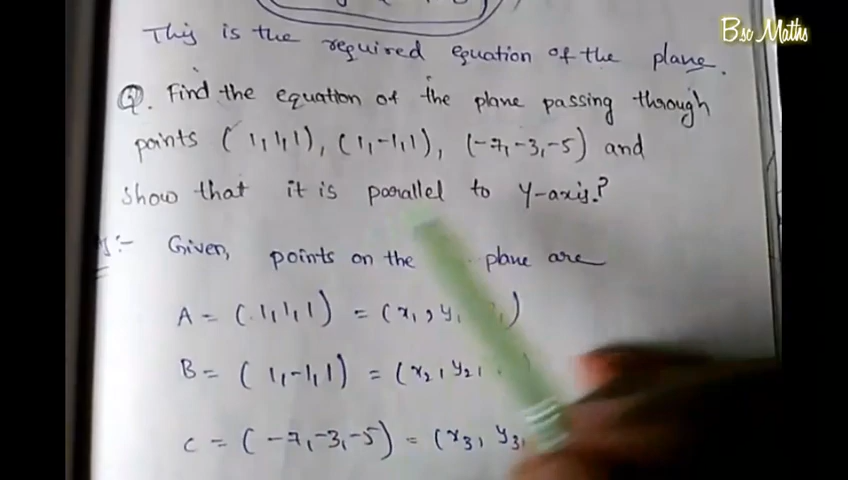 Bsc Maths
This is the required equation of the plane.
Q. Find the equation of the plane passing through
points (1,1,1), (1,-1,1), (-7,-3,-5) and
show that it is parallel to y-axis.?
:- Given, points on the plane are
A = (1,1,1) = (x₁, y₁, )
B = (1,-1,1) = (x₂, y₂,
C = (-7,-3,-5) = (x₃, y₃,